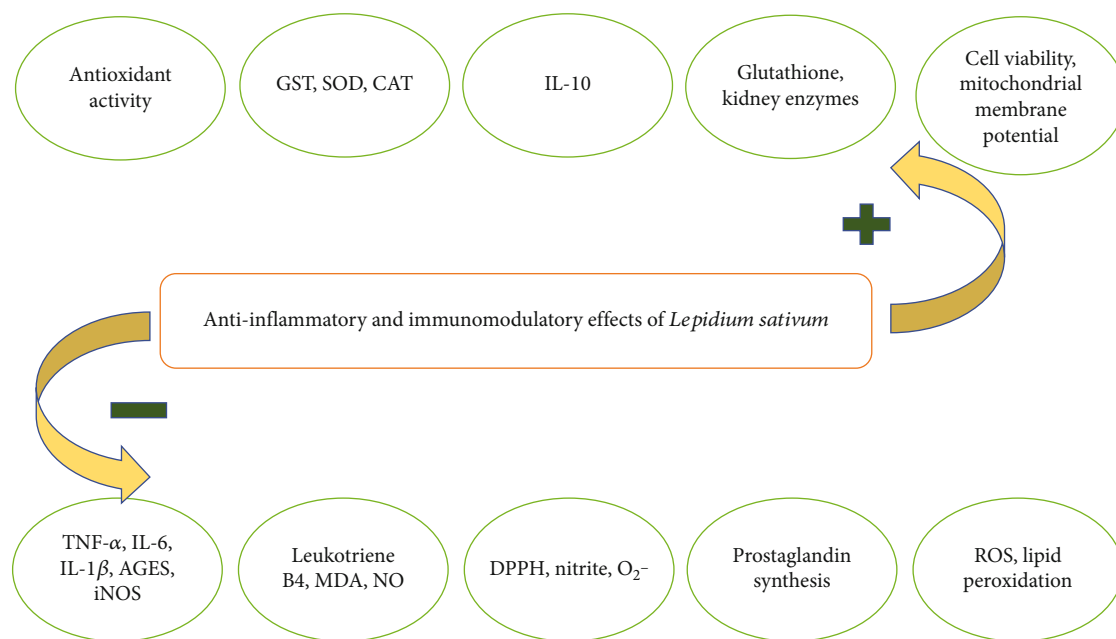 Antioxidant
activity
GST, SOD, CAT
IL-10
Glutathione,
kidney enzymes
Cell viability,
mitochondrial
membrane
potential
Anti-inflammatory and immunomodulatory effects of Lepidium sativum
TNF-α, IL-6,
IL-1β, AGES,
iNOS
Leukotriene
B4, MDA, NO
DPPH, nitrite, O₂⁻
Prostaglandin
synthesis
ROS, lipid
peroxidation